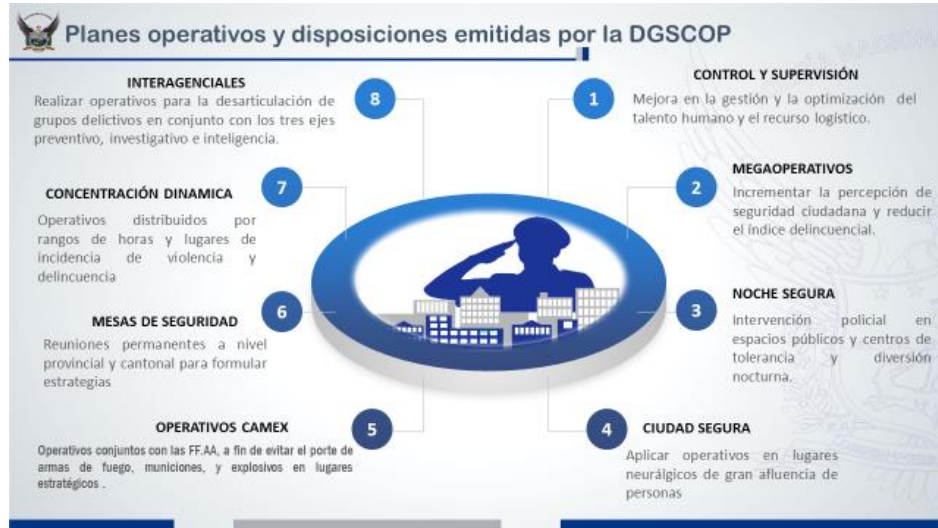 Planes operativos y disposiciones emitidas por la DGSCOP
INTERAGENCIALES
Realizar operativos para la desarticulación de
grupos delictivos en conjunto con los tres ejes
preventivo, investigativo e inteligencia.
8
1
CONTROL Y SUPERVISIÓN
Mejora en la gestión y la optimización del
talento humano y el recurso logístico.
CONCENTRACIÓN DINAMICA
7
Operativos distribuidos por
rangos de horas y lugares de
incidencia de violencia y
delincuencia
2
MEGAOPERATIVOS
Incrementar la percepción de
seguridad ciudadana y reducir
el índice delincuencial.
MESAS DE SEGURIDAD
6
Reuniones permanentes a nivel
provincial y cantonal para formular
estrategias
3
NOCHE SEGURA
Intervención policial en
espacios públicos y centros de
tolerancia y diversión
nocturna.
OPERATIVOS CAMEX
5
Operativos conjuntos con las FF.AA, a fin de evitar el porte de
armas de fuego, municiones, y explosivos en lugares
estratégicos .
4
CIUDAD SEGURA
Aplicar operativos en lugares
neurálgicos de gran afluencia de
personas